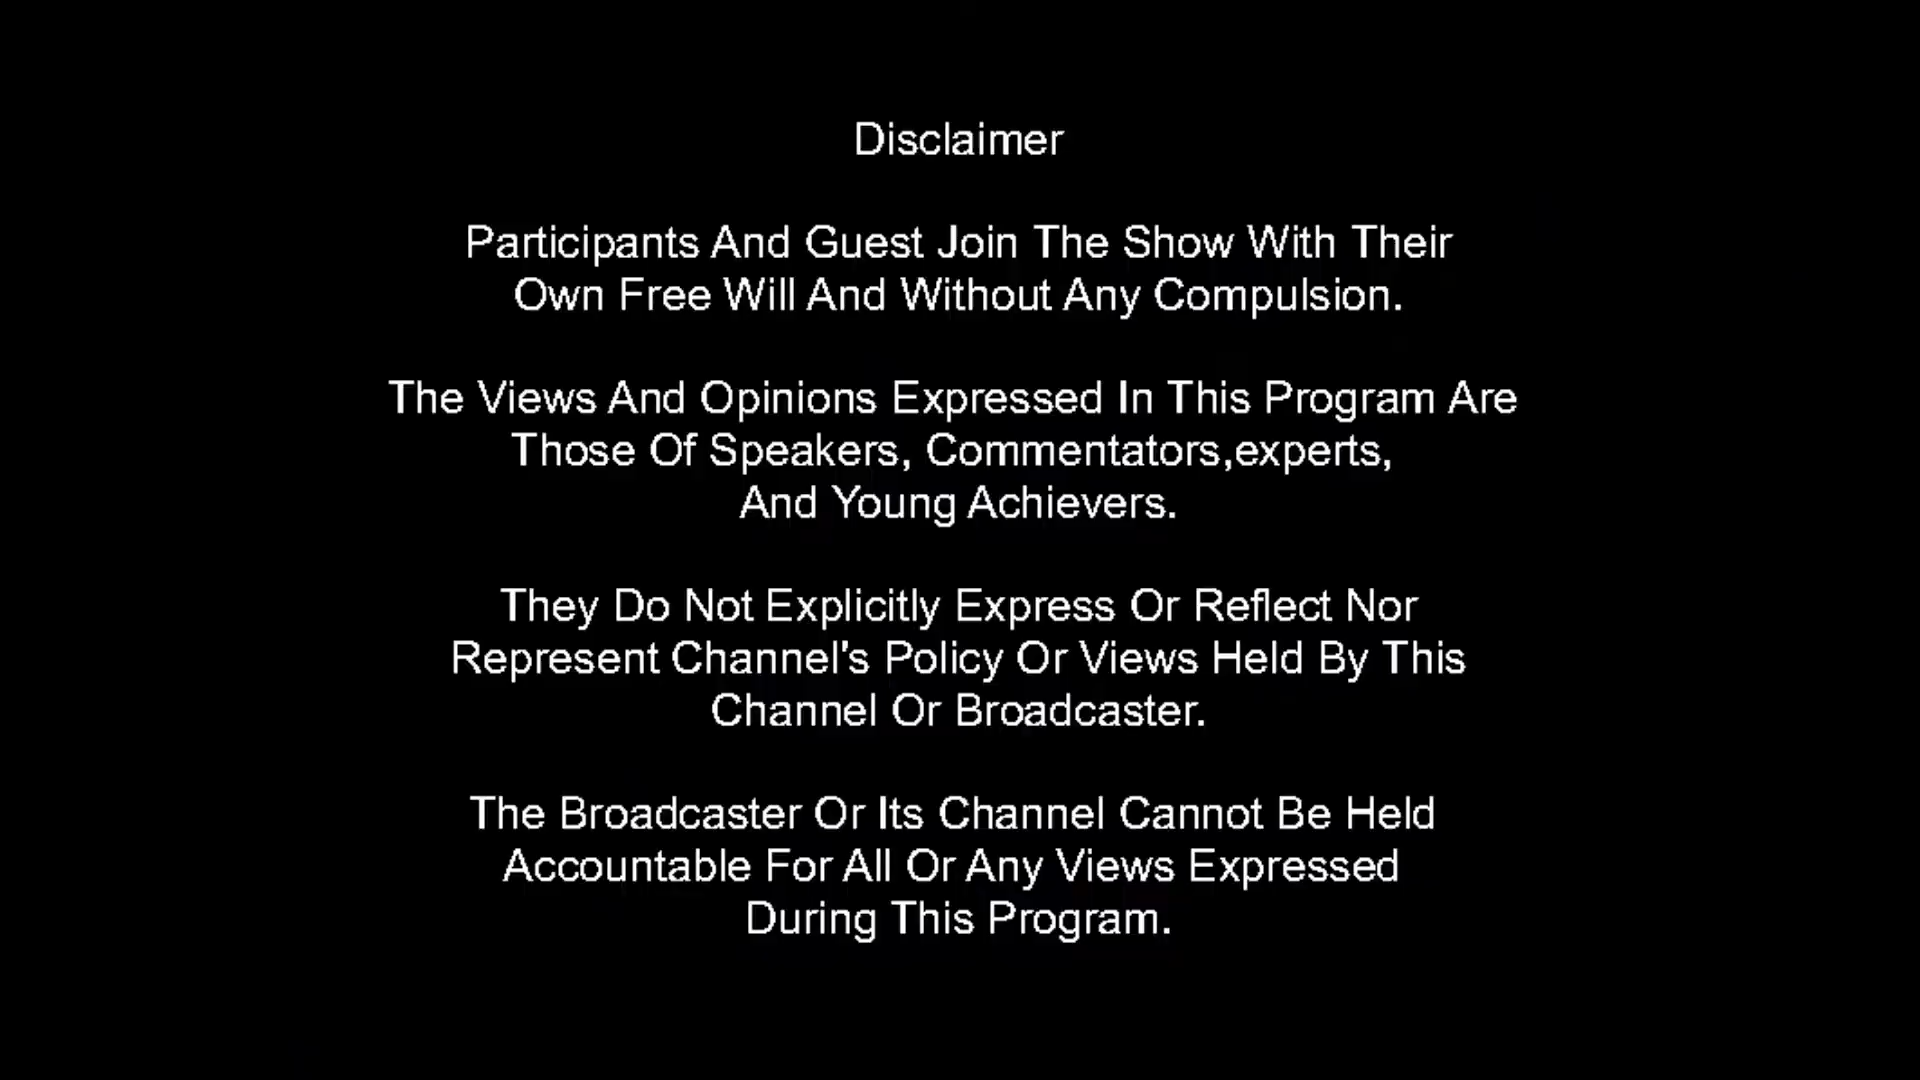 Disclaimer
Participants And Guest Join The Show With Their
Own Free Will And Without Any Compulsion.
The Views And Opinions Expressed In This Program Are
Those Of Speakers, Commentators,experts,
And Young Achievers.
They Do Not Explicitly Express Or Reflect Nor
Represent Channel's Policy Or Views Held By This
Channel Or Broadcaster.
The Broadcaster Or Its Channel Cannot Be Held
Accountable For All Or Any Views Expressed
During This Program.